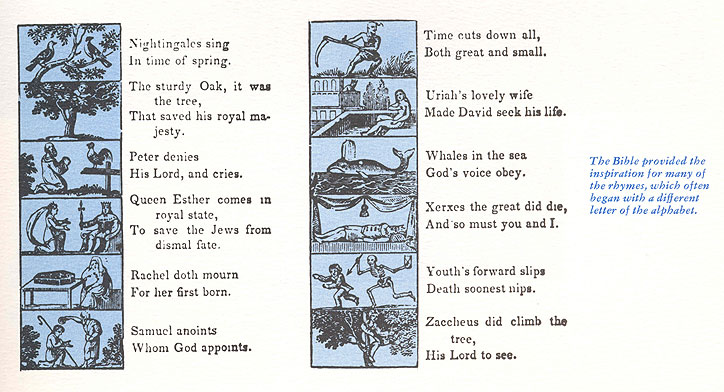 Nightingales sing
In time of spring.
The sturdy Oak, it was
the tree,
That saved his royal ma-
jesty.
Peter denies
His Lord, and cries.
Queen Esther comes in
royal state,
To save the Jews from
dismal fate.
Rachel doth mourn
For her first born.
Samuel anoints
Whom God appoints.
Time cuts down all,
Both great and small.
Uriah's lovely wife
Made David seek his life.
Whales in the sea
God's voice obey.
Xerxes the great did die,
And so must you and I.
Youth's forward slips
Death soonest nips.
Zaccheus did climb the
tree,
His Lord to see.
The Bible provided the
inspiration for many of
the rhymes, which often
began with a different
letter of the alphabet.